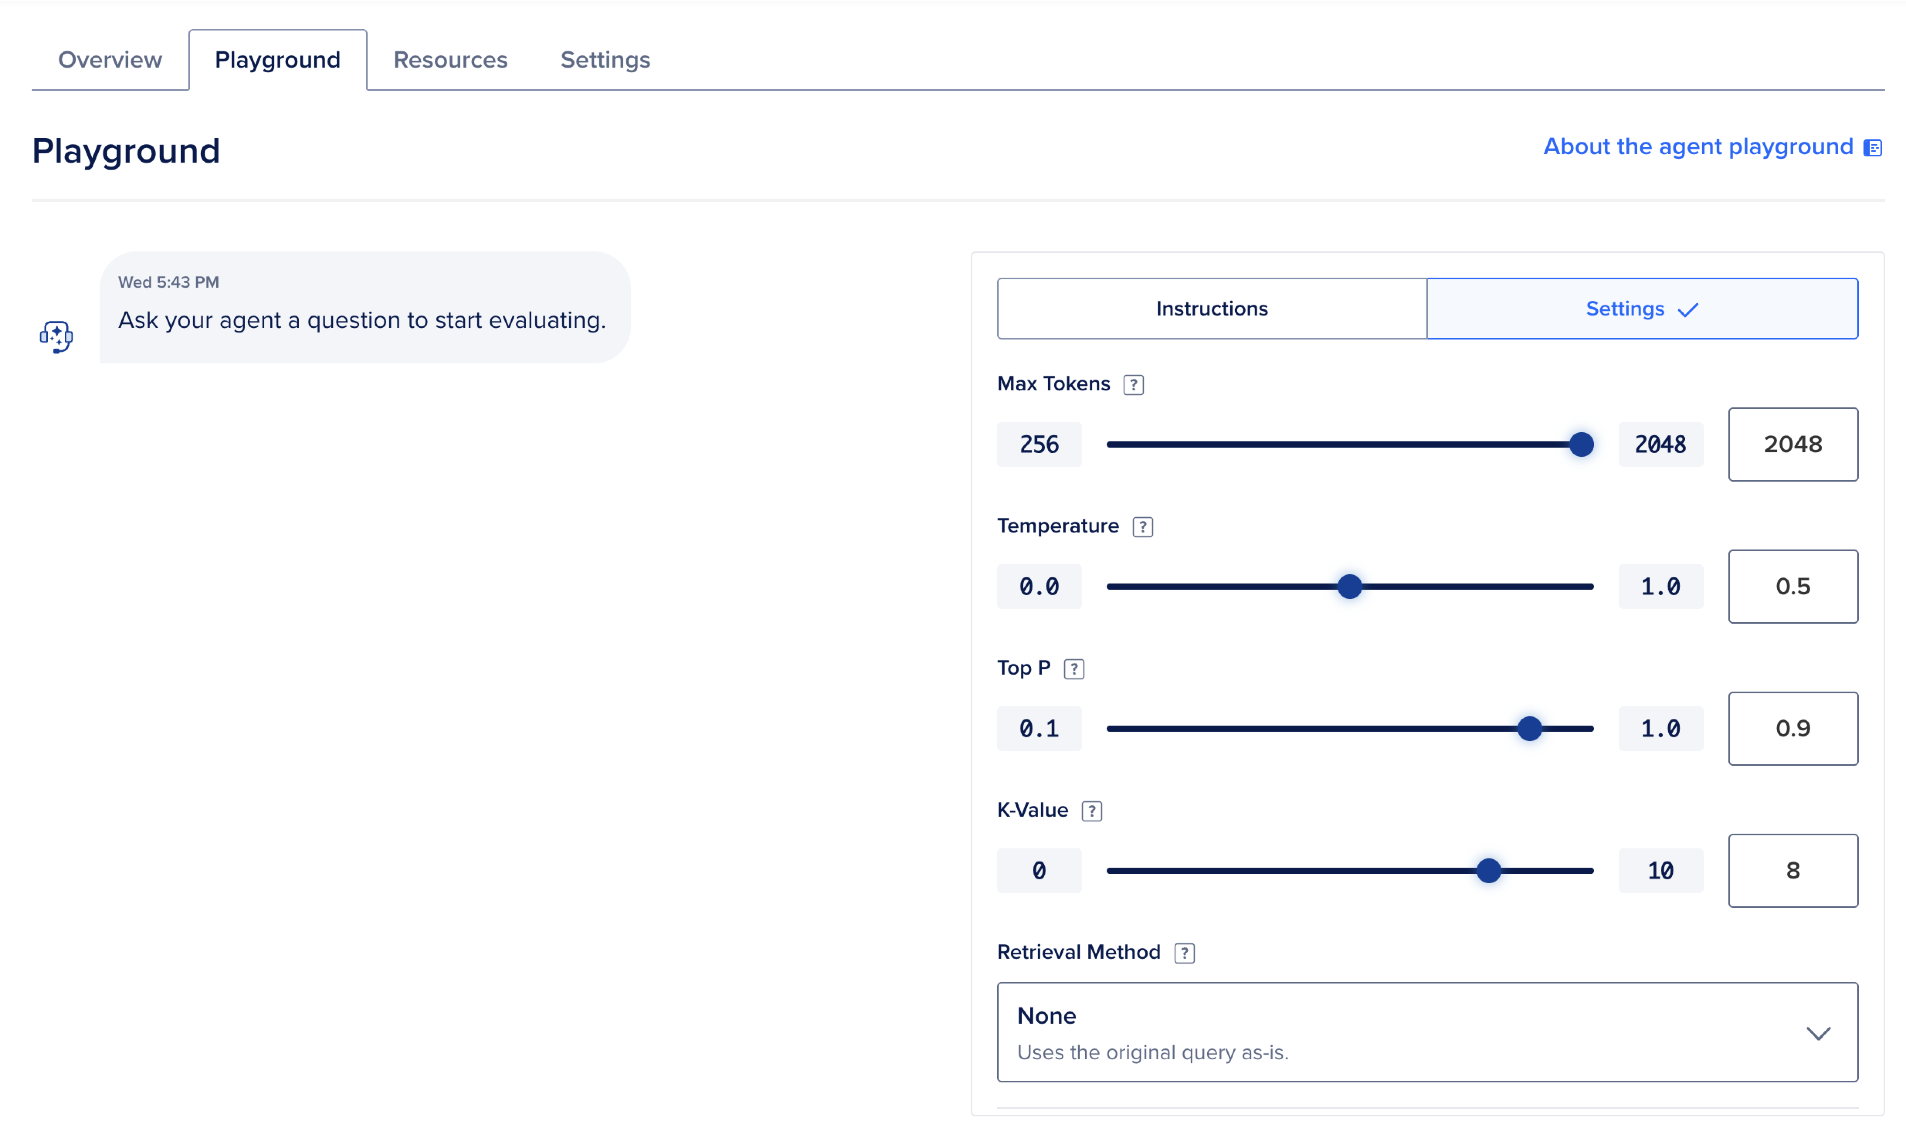 Overview Playground Resources Settings
Playground
About the agent playground
Wed 5:43 PM
Ask your agent a question to start evaluating.
Instructions Settings
Max Tokens ?
256 2048 2048
Temperature ?
0.0 1.0 0.5
Top P ?
0.1 1.0 0.9
K-Value ?
0 10 8
Retrieval Method ?
None
Uses the original query as-is.